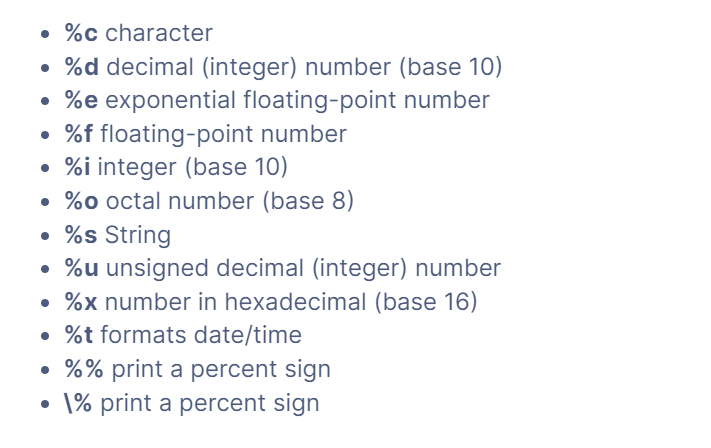 • %c character
• %d decimal (integer) number (base 10)
• %e exponential floating-point number
• %f floating-point number
• %i integer (base 10)
• %o octal number (base 8)
• %s String
• %u unsigned decimal (integer) number
• %x number in hexadecimal (base 16)
• %t formats date/time
• %% print a percent sign
• \% print a percent sign